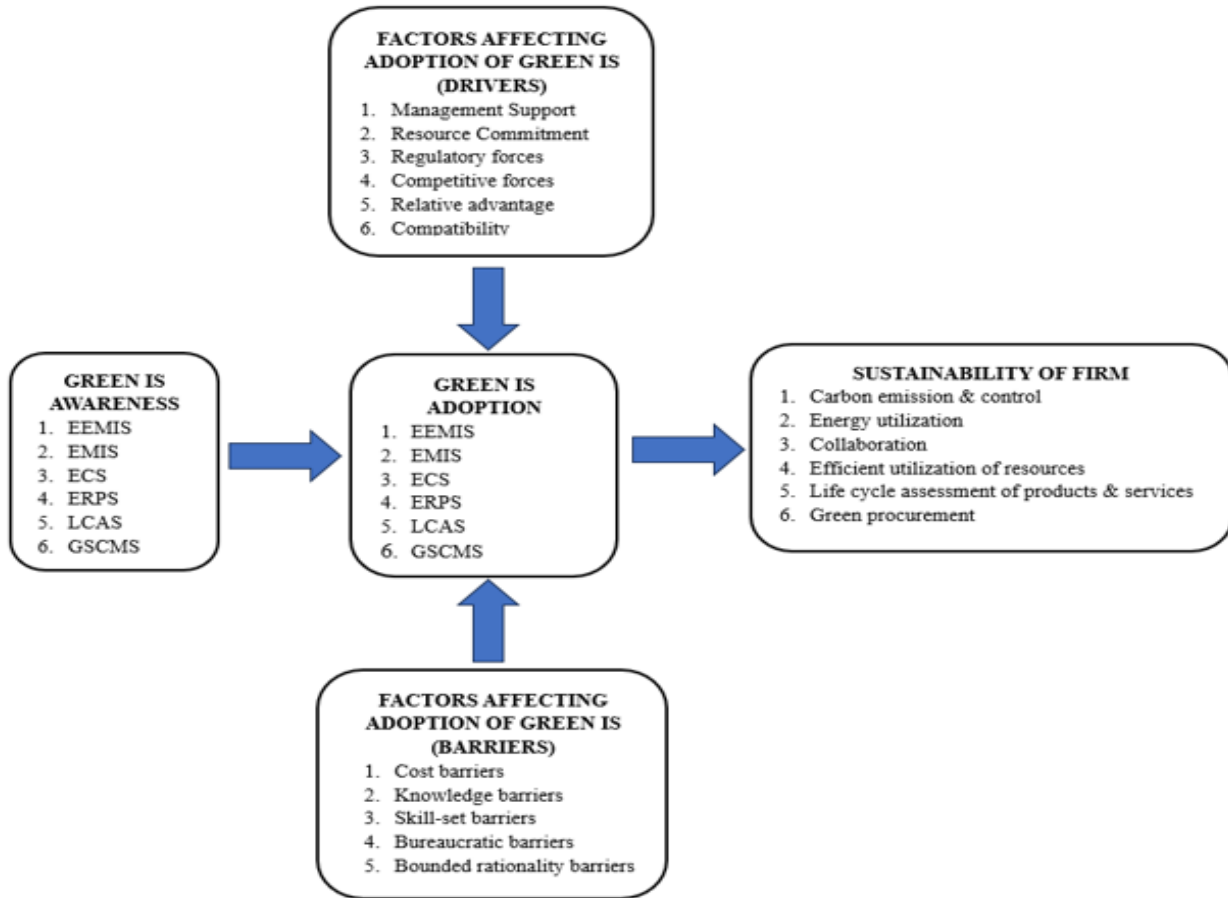 FACTORS AFFECTING
ADOPTION OF GREEN IS
(DRIVERS)
1. Management Support
2. Resource Commitment
3. Regulatory forces
4. Competitive forces
5. Relative advantage
6. Compatibility
GREEN IS
AWARENESS
1. EEMIS
2. EMIS
3. ECS
4. ERPS
5. LCAS
6. GSCMS
GREEN IS
ADOPTION
1. EEMIS
2. EMIS
3. ECS
4. ERPS
5. LCAS
6. GSCMS
SUSTAINABILITY OF FIRM
1. Carbon emission & control
2. Energy utilization
3. Collaboration
4. Efficient utilization of resources
5. Life cycle assessment of products & services
6. Green procurement
FACTORS AFFECTING
ADOPTION OF GREEN IS
(BARRIERS)
1. Cost barriers
2. Knowledge barriers
3. Skill-set barriers
4. Bureaucratic barriers
5. Bounded rationality barriers